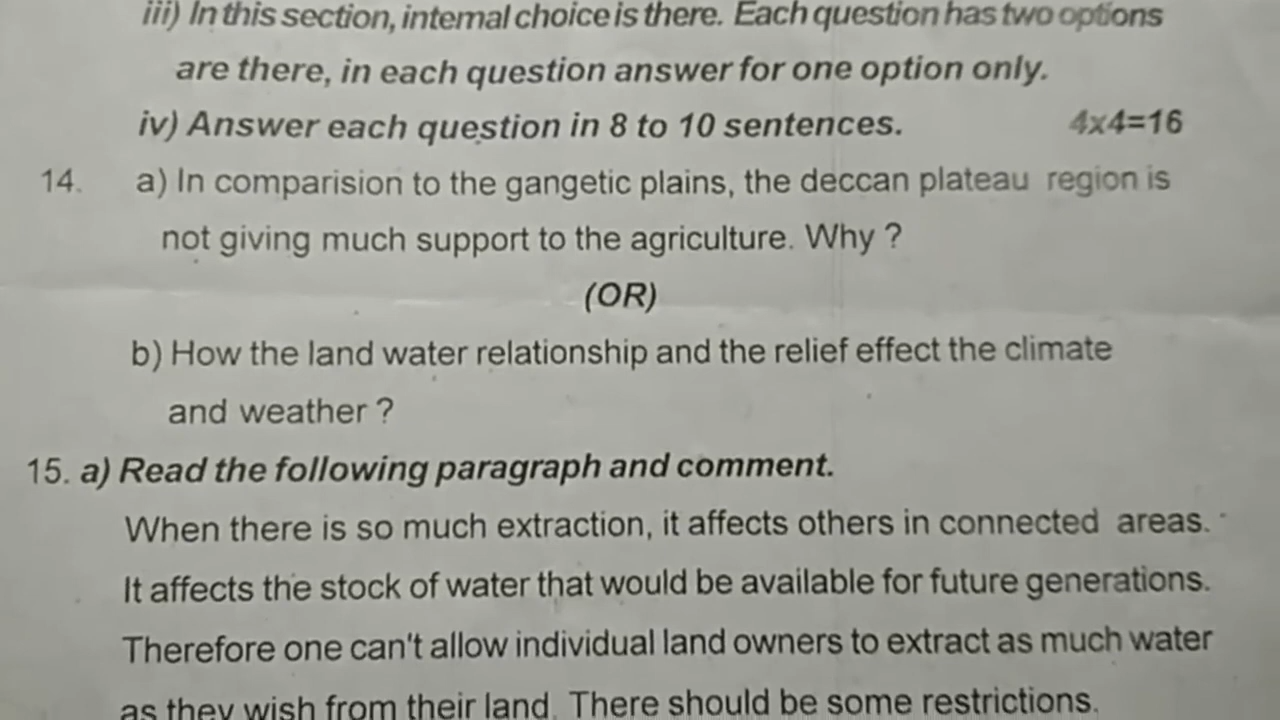 iii) In this section, internal choice is there. Each question has two options
are there, in each question answer for one option only.
iv) Answer each question in 8 to 10 sentences. 4x4=16
14. a) In comparision to the gangetic plains, the deccan plateau region is
not giving much support to the agriculture. Why ?
(OR)
b) How the land water relationship and the relief effect the climate
and weather ?
15. a) Read the following paragraph and comment.
When there is so much extraction, it affects others in connected areas.
It affects the stock of water that would be available for future generations.
Therefore one can't allow individual land owners to extract as much water
as they wish from their land. There should be some restrictions.